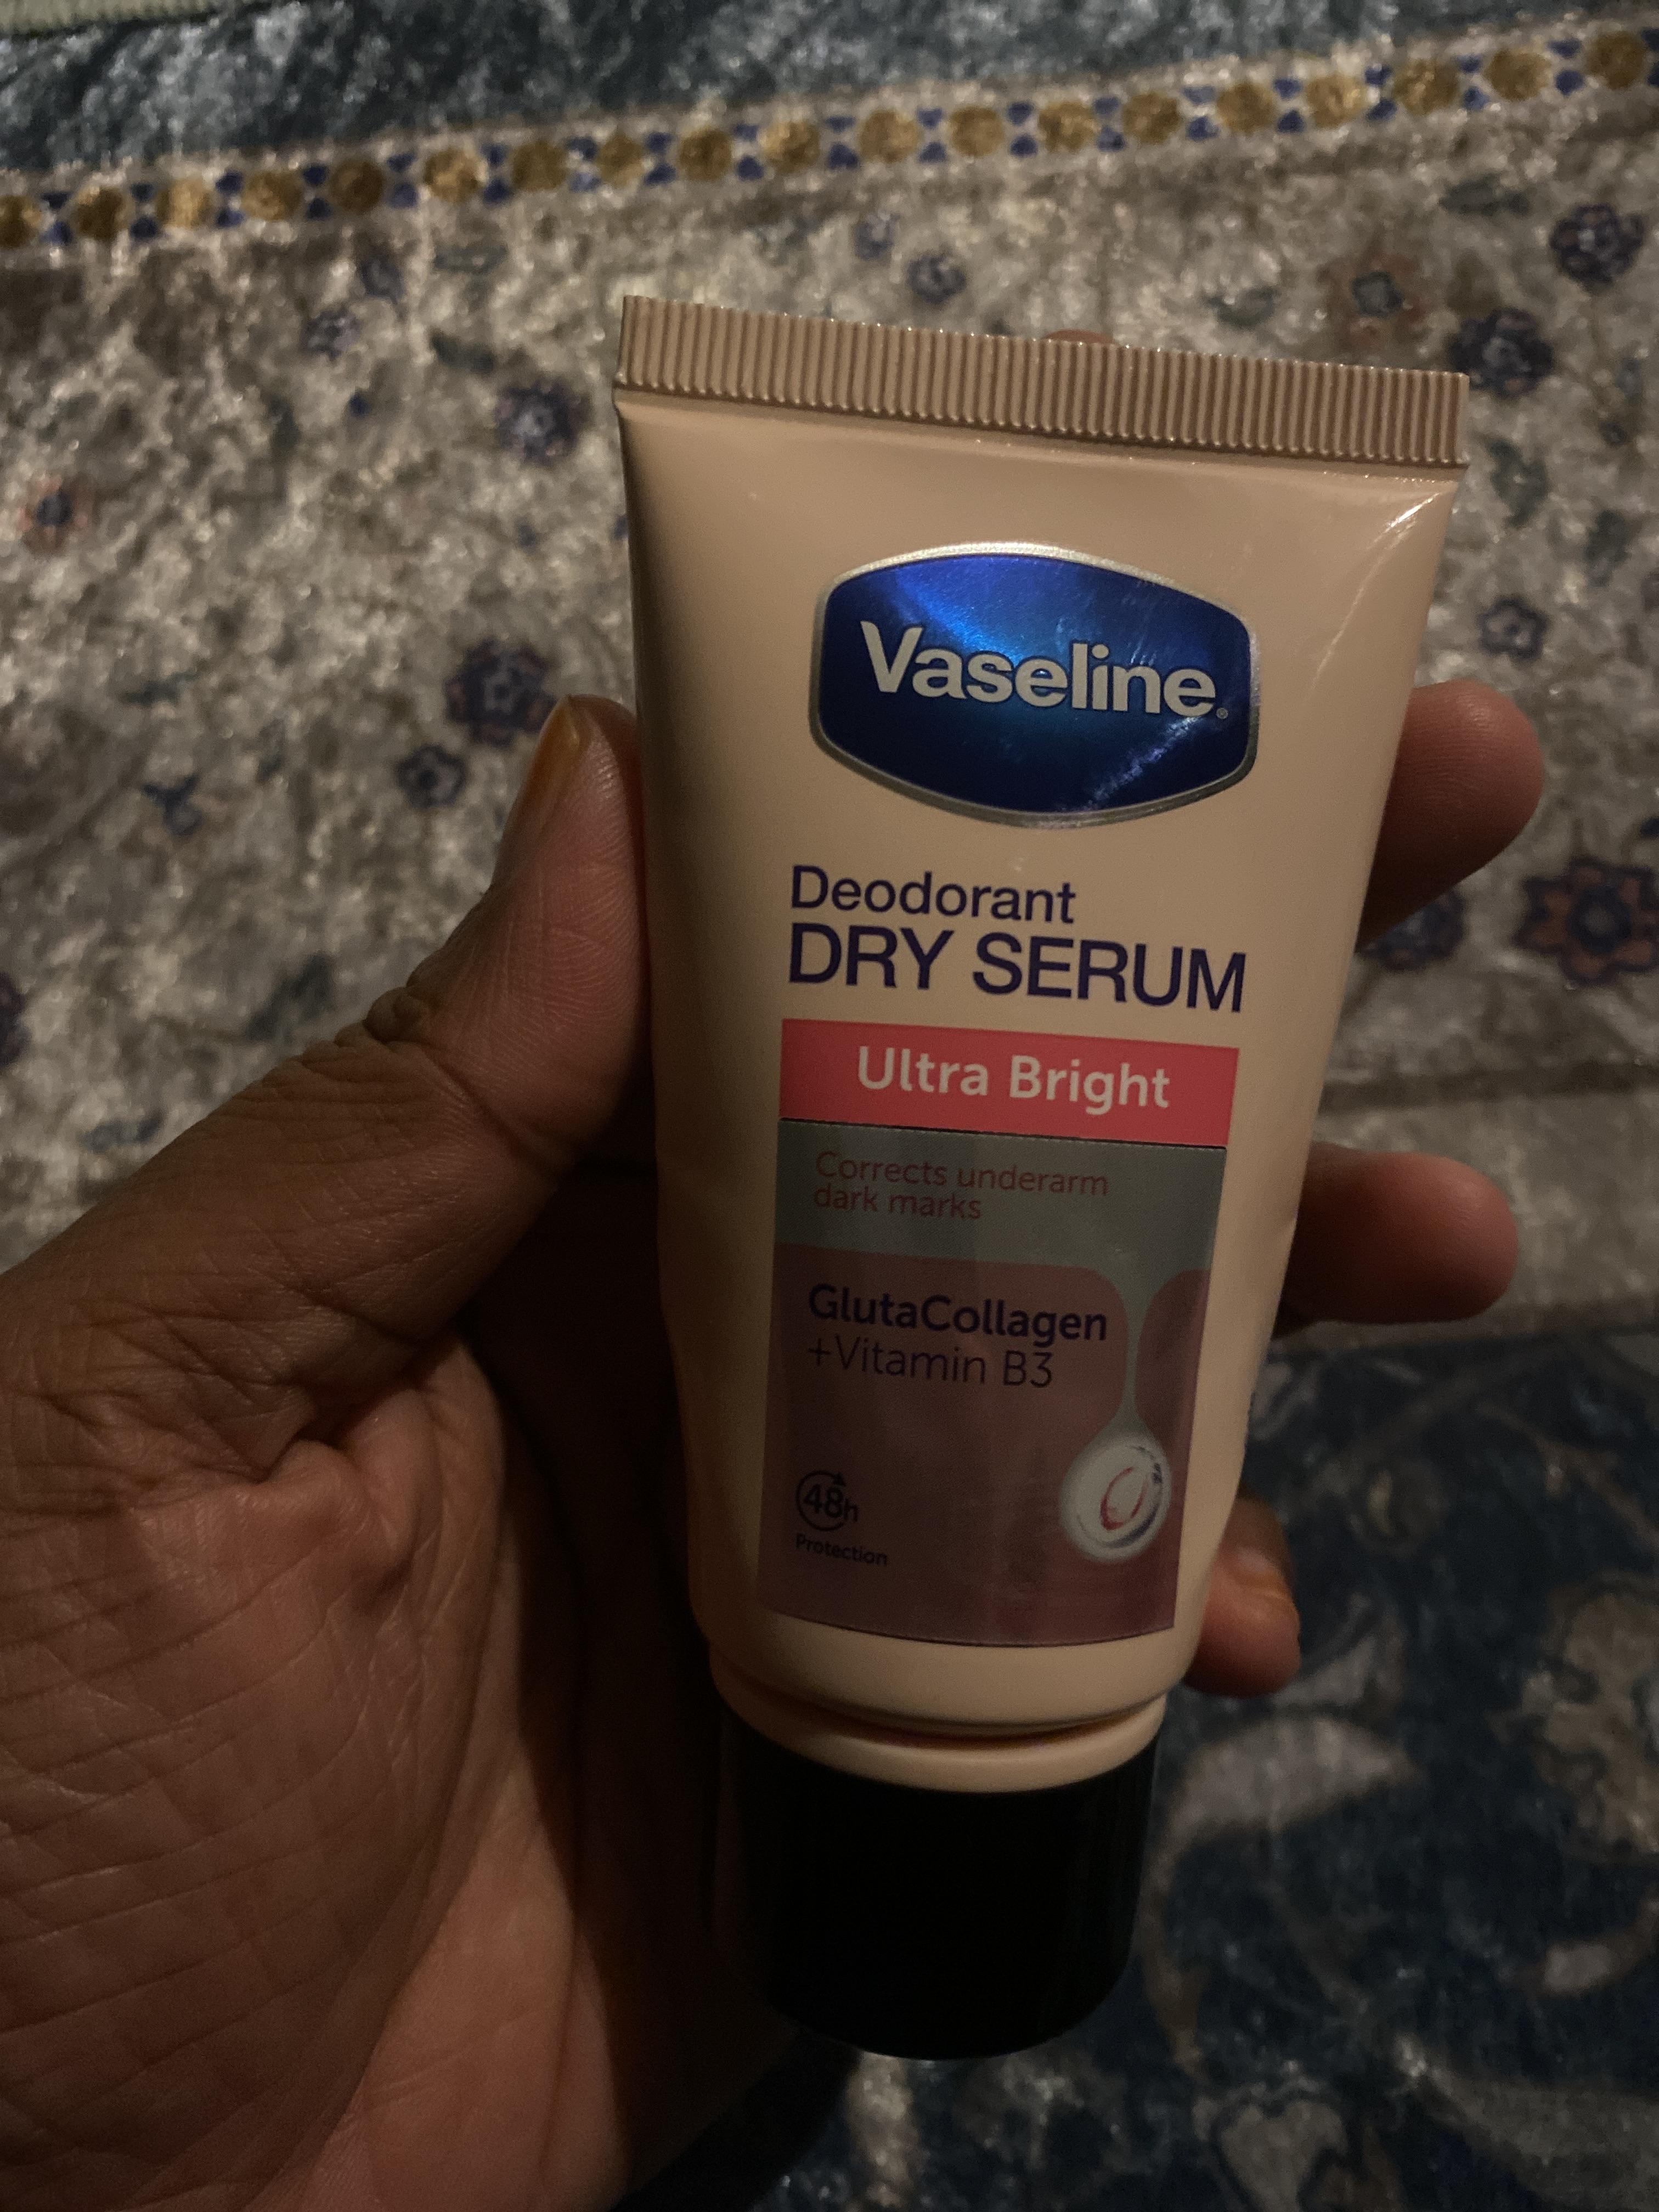 Vaseline®
Deodorant
DRY SERUM
Ultra Bright
Corrects underarm
dark marks
GlutaCollagen
+Vitamin B3
48h
Protection